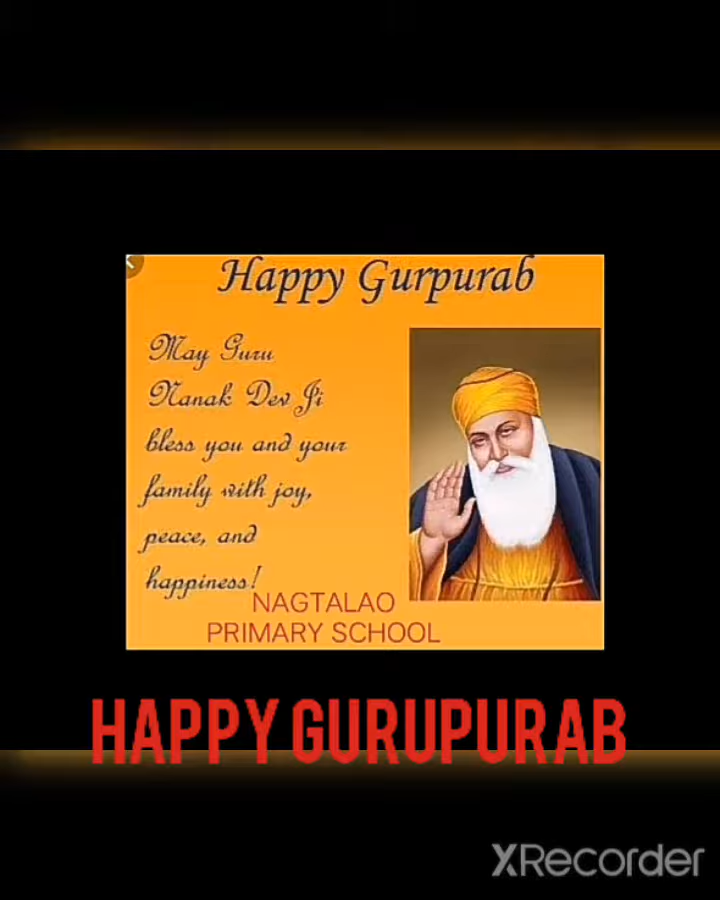 Happy Gurpurab
May Guru
Nanak Dev Ji
bless you and your
family with joy,
peace, and
happiness!
NAGTALAO
PRIMARY SCHOOL
HAPPY GURUPURAB
XRecorder